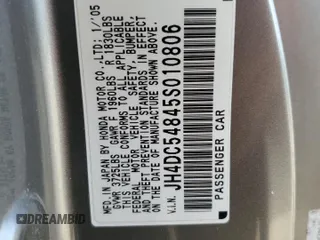 MFD. IN JAPAN BY HONDA MOTOR CO., LTD. 1/'05
GVWR 3725LBS GAWR F 1960LBS R 1830LBS
THIS VEHICLE CONFORMS TO ALL APPLICABLE
FEDERAL MOTOR VEHICLE SAFETY, BUMPER,
AND THEFT PREVENTION STANDARDS IN EFFECT
ON THE DATE OF MANUFACTURE SHOWN ABOVE.
V.I.N. JH4DC54845S010806
PASSENGER CAR
DREAMBID